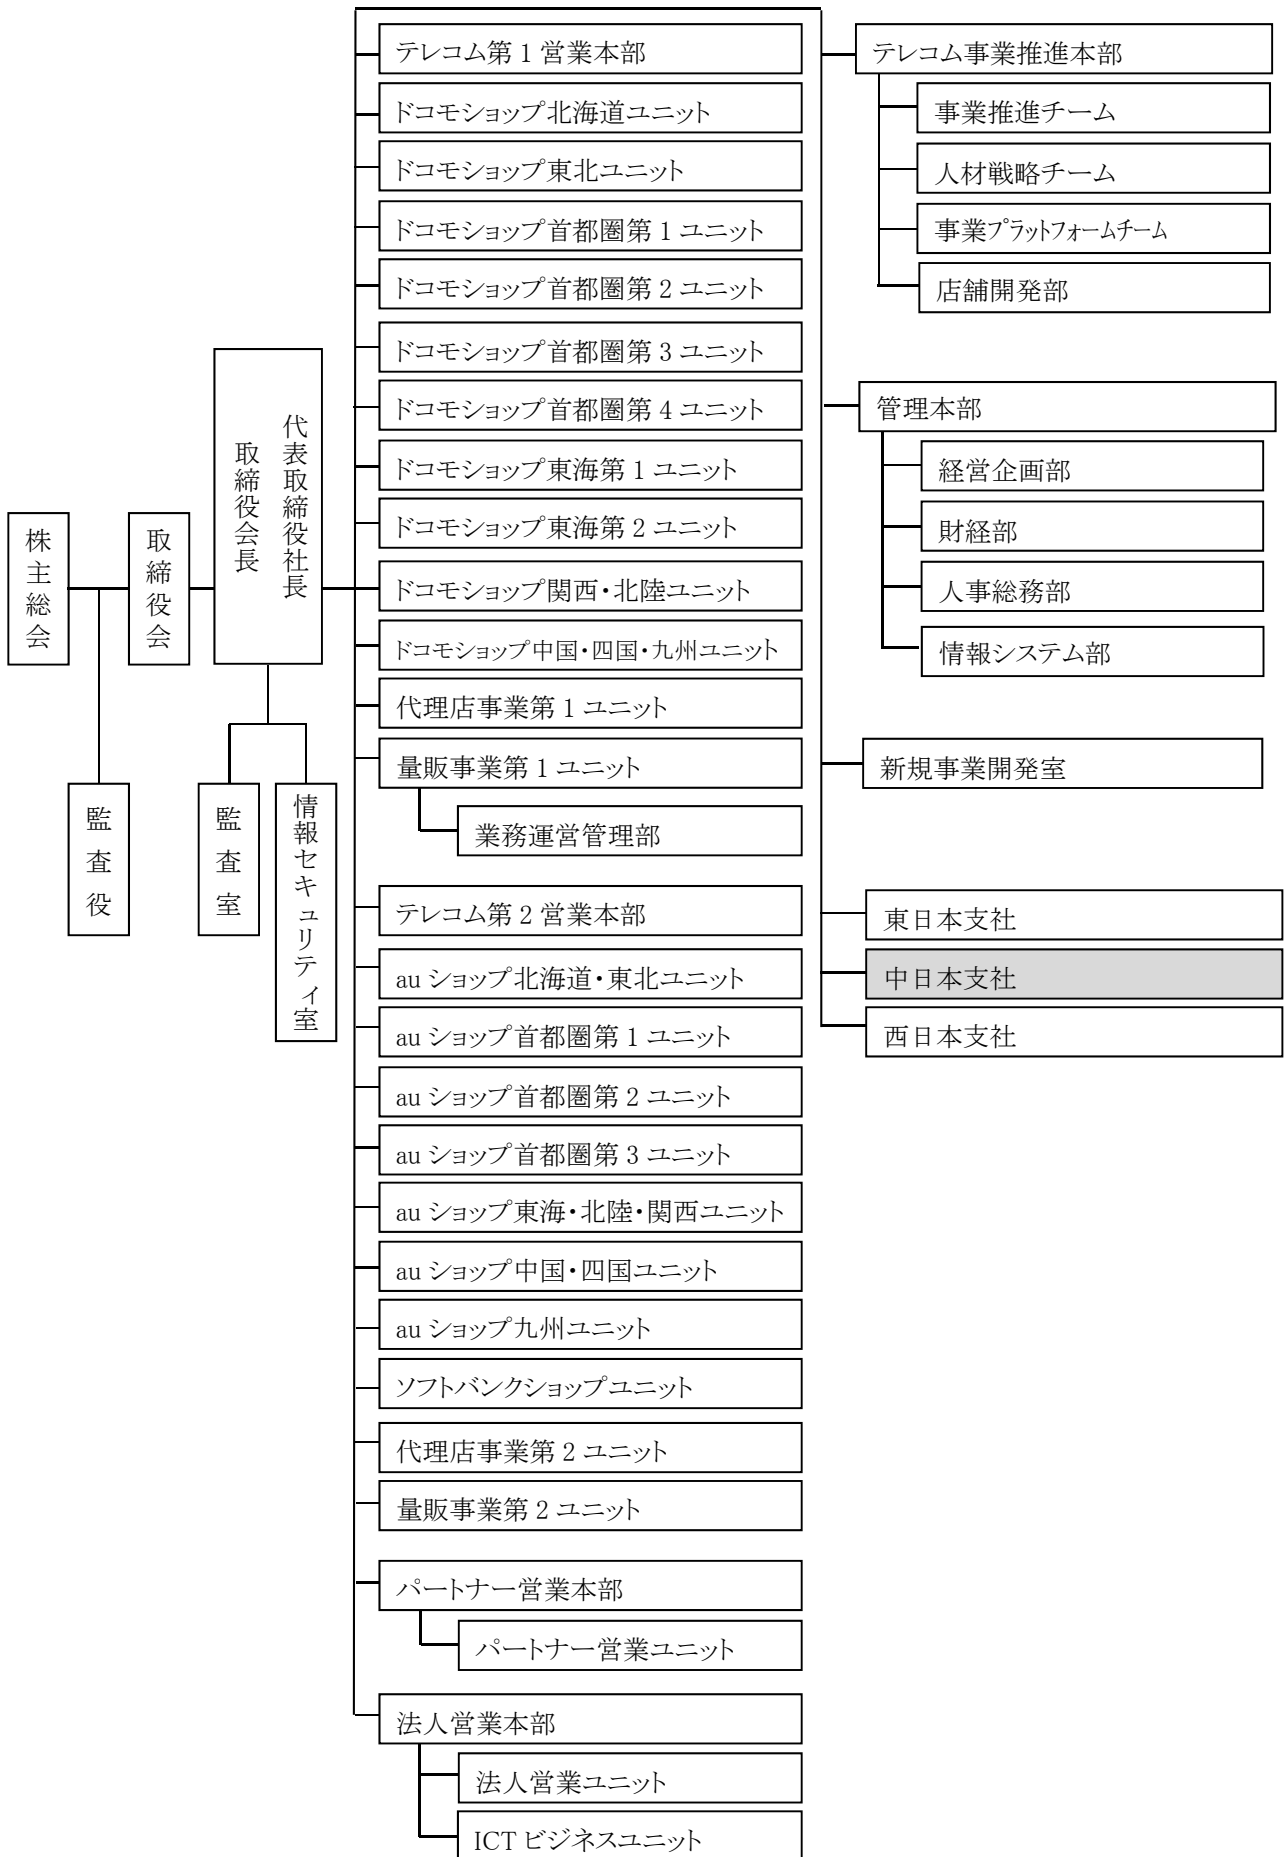 株主総会
監査役
取締役会
代表取締役社長
取締役会長
監査室
情報セキュリティ室
テレコム第1営業本部
ドコモショップ北海道ユニット
ドコモショップ東北ユニット
ドコモショップ首都圏第1ユニット
ドコモショップ首都圏第2ユニット
ドコモショップ首都圏第3ユニット
ドコモショップ首都圏第4ユニット
ドコモショップ東海第1ユニット
ドコモショップ東海第2ユニット
ドコモショップ関西・北陸ユニット
ドコモショップ中国・四国・九州ユニット
代理店事業第1ユニット
量販事業第1ユニット
業務運営管理部
テレコム第2営業本部
auショップ北海道・東北ユニット
auショップ首都圏第1ユニット
auショップ首都圏第2ユニット
auショップ首都圏第3ユニット
auショップ東海・北陸・関西ユニット
auショップ中国・四国ユニット
auショップ九州ユニット
ソフトバンクショップユニット
代理店事業第2ユニット
量販事業第2ユニット
パートナー営業本部
パートナー営業ユニット
法人営業本部
法人営業ユニット
ICTビジネスユニット
テレコム事業推進本部
事業推進チーム
人材戦略チーム
事業プラットフォームチーム
店舗開発部
管理本部
経営企画部
財経部
人事総務部
情報システム部
新規事業開発室
東日本支社
中日本支社
西日本支社